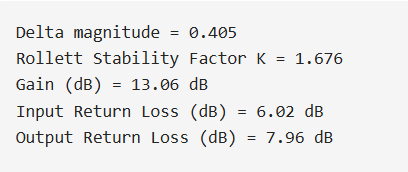 Delta magnitude = 0.405
Rollett Stability Factor K = 1.676
Gain (dB) = 13.06 dB
Input Return Loss (dB) = 6.02 dB
Output Return Loss (dB) = 7.96 dB